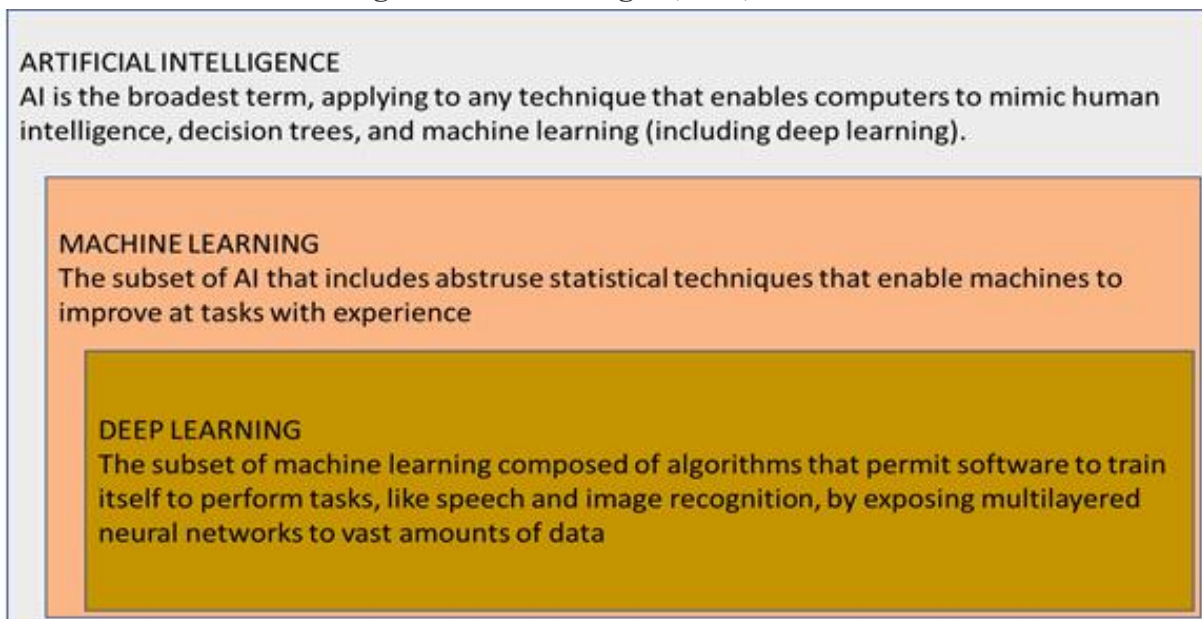 ARTIFICIAL INTELLIGENCE
AI is the broadest term, applying to any technique that enables computers to mimic human
intelligence, decision trees, and machine learning (including deep learning).
MACHINE LEARNING
The subset of AI that includes abstruse statistical techniques that enable machines to
improve at tasks with experience
DEEP LEARNING
The subset of machine learning composed of algorithms that permit software to train
itself to perform tasks, like speech and image recognition, by exposing multilayered
neural networks to vast amounts of data